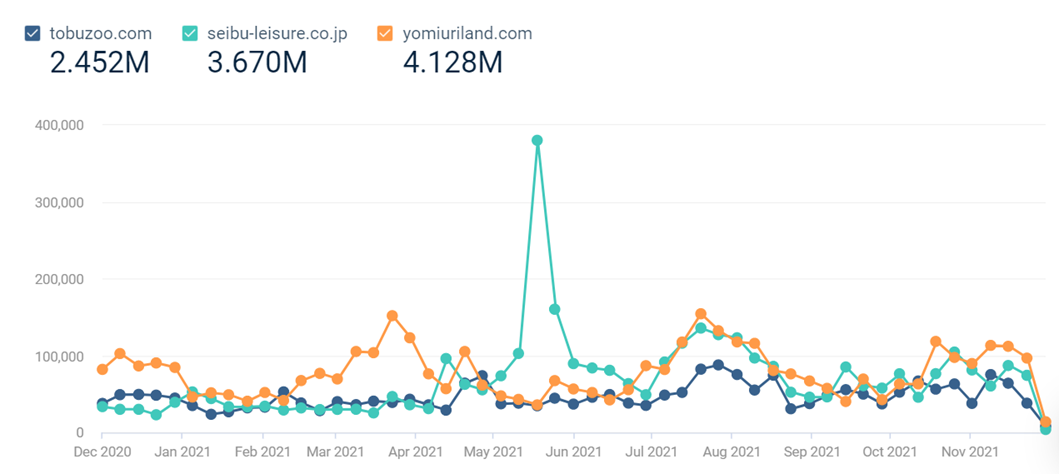 tobuzoo.com seibu-leisure.co.jp yomiuriland.com
2.452M 3.670M 4.128M
400,000
300,000
200,000
100,000
0
Dec 2020 Jan 2021 Feb 2021 Mar 2021 Apr 2021 May 2021 Jun 2021 Jul 2021 Aug 2021 Sep 2021 Oct 2021 Nov 2021